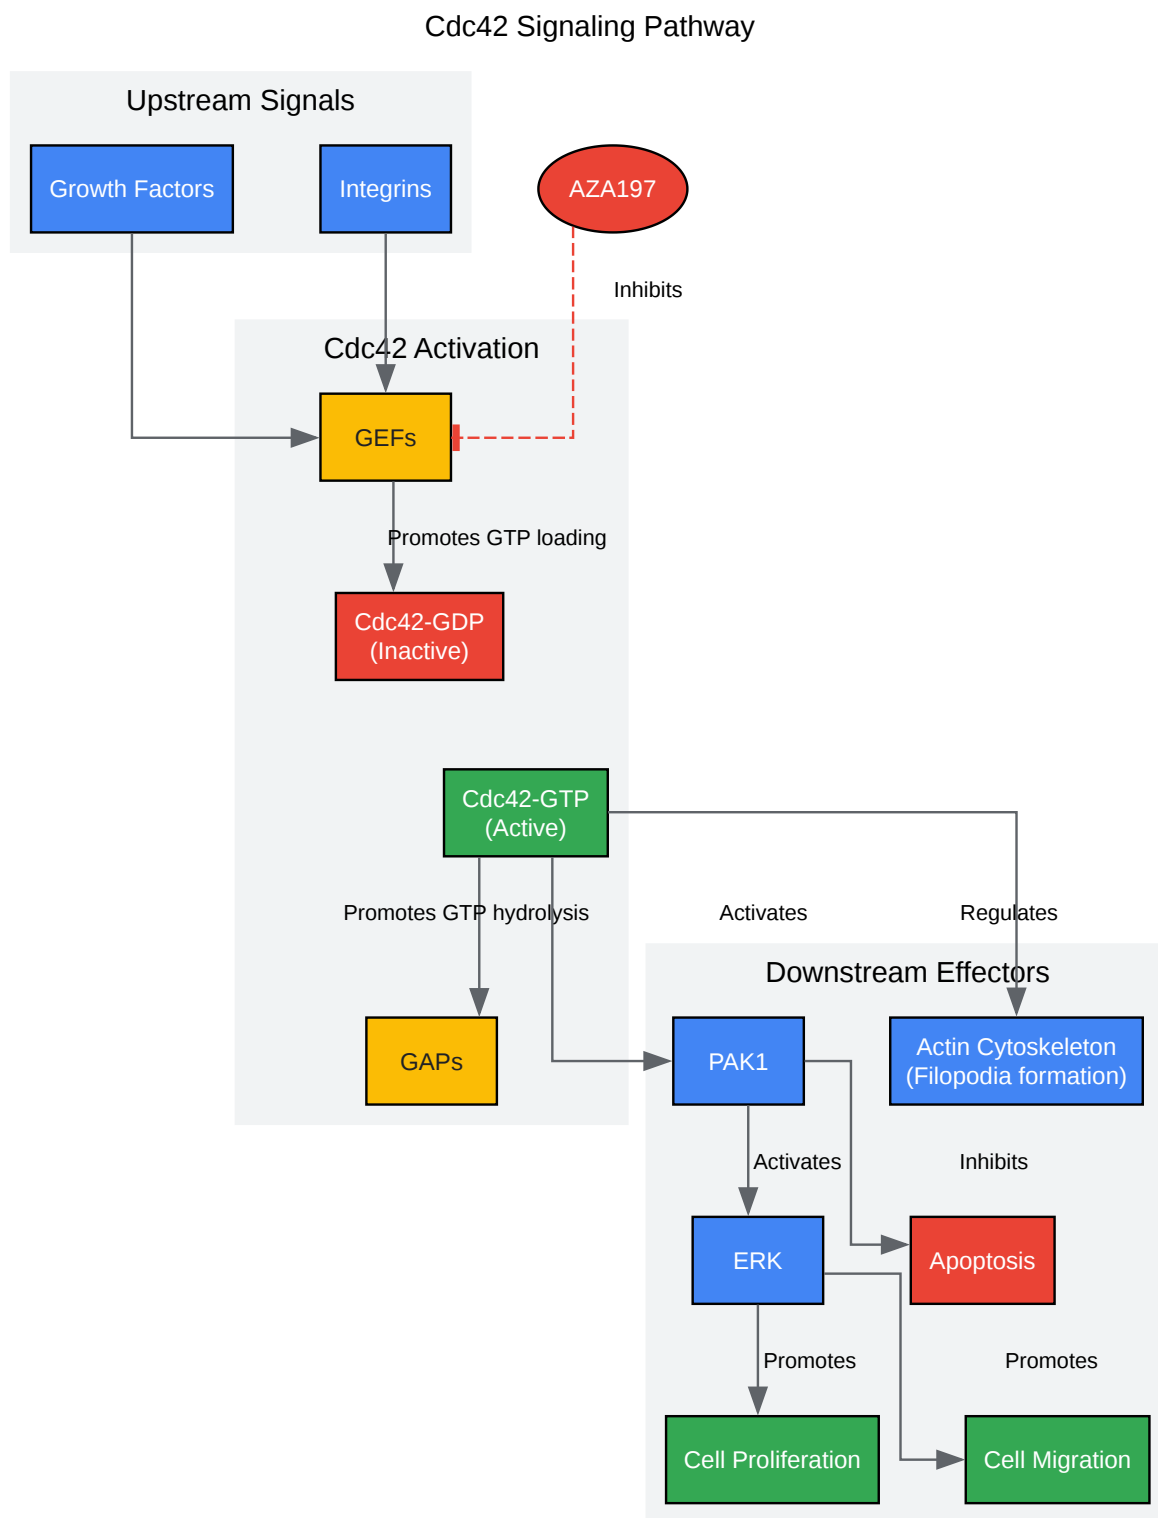 Cdc42 Signaling Pathway
Upstream Signals
Growth Factors
Integrins
AZA197
Inhibits
Cdc42 Activation
GEFs
Promotes GTP loading
Cdc42-GDP
(Inactive)
Cdc42-GTP
(Active)
Promotes GTP hydrolysis
Activates
Regulates
Downstream Effectors
GAPs
PAK1
Actin Cytoskeleton
(Filopodia formation)
Activates
Inhibits
ERK
Apoptosis
Promotes
Promotes
Cell Proliferation
Cell Migration